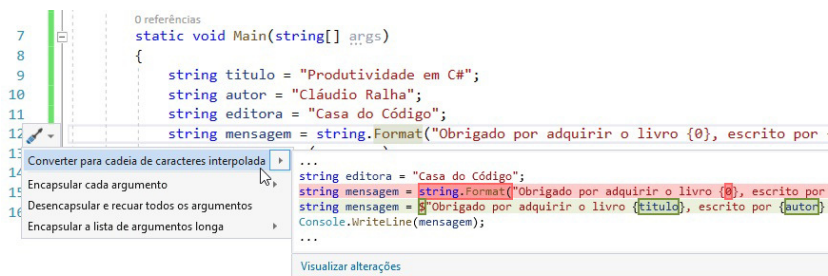 0 referências
7 static void Main(string[] args)
8 {
9 string titulo = "Produtividade em C#";
10 string autor = "Cláudio Ralha";
11 string editora = "Casa do Código";
12 string mensagem = string.Format("Obrigado por adquirir o livro {0}, escrito por
13
Converter para cadeia de caracteres interpolada
14
Encapsular cada argumento
15
Desencapsular e recuar todos os argumentos
16
Encapsular a lista de argumentos longa
...
string editora = "Casa do Código";
string mensagem = string.Format("Obrigado por adquirir o livro {0}, escrito por
string mensagem = $"Obrigado por adquirir o livro {titulo}, escrito por {autor}
Console.WriteLine(mensagem);
...
Visualizar alterações